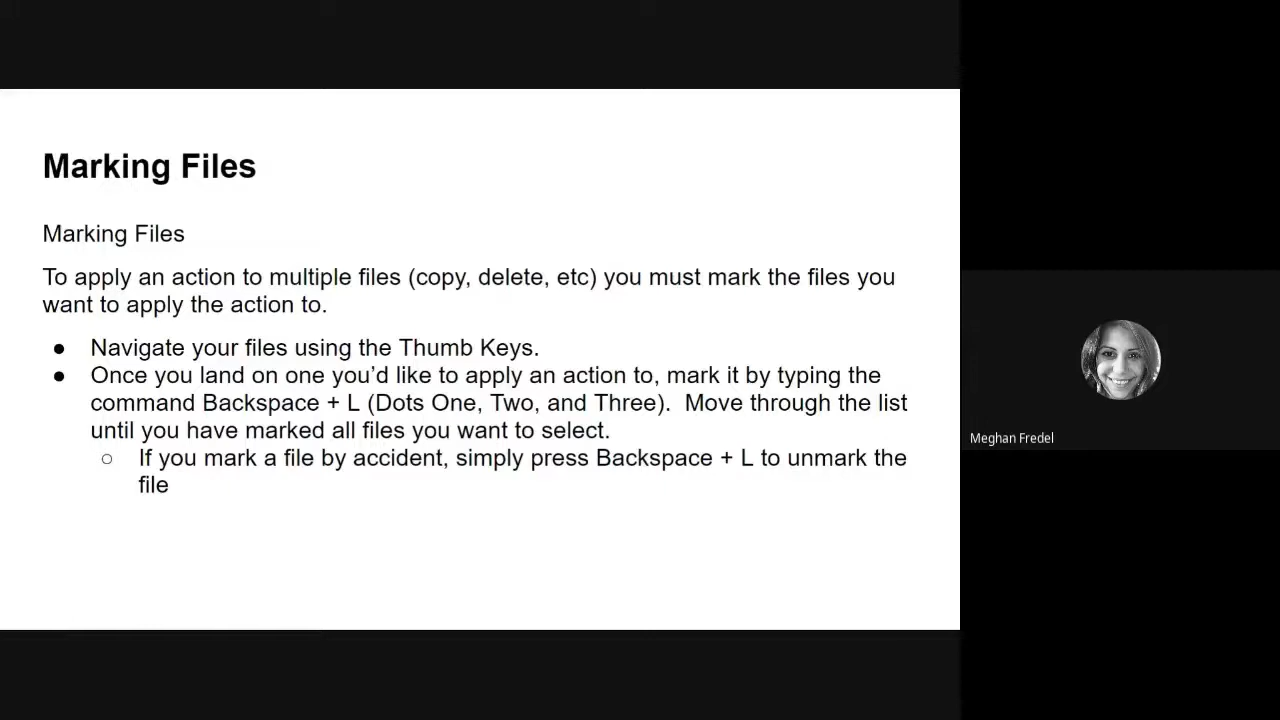 Marking Files
Marking Files
To apply an action to multiple files (copy, delete, etc) you must mark the files you
want to apply the action to.
● Navigate your files using the Thumb Keys.
● Once you land on one you’d like to apply an action to, mark it by typing the
command Backspace + L (Dots One, Two, and Three).  Move through the list
until you have marked all files you want to select.
○ If you mark a file by accident, simply press Backspace + L to unmark the
file
Meghan Fredel